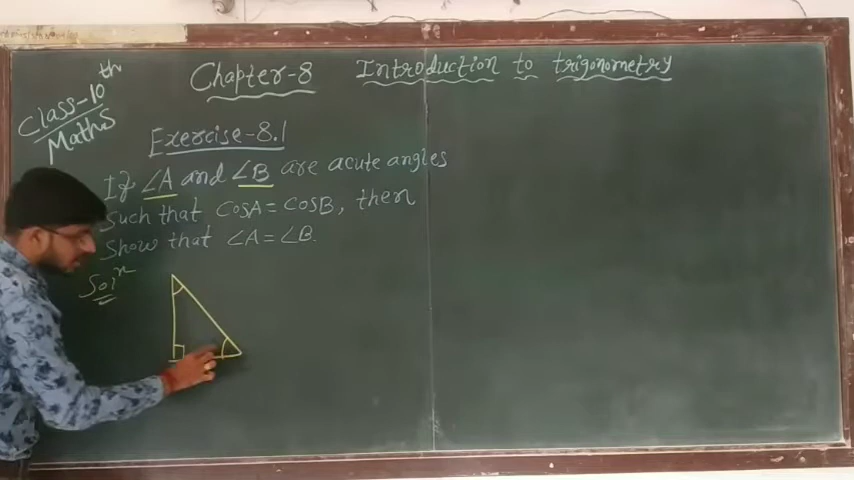 Class-10th
Maths
Chapter-8 Introduction to trigonometry
Exercise-8.1
If ∠A and ∠B are acute angles
Such that CosA = CosB, then
Show that ∠A = ∠B.
Soln